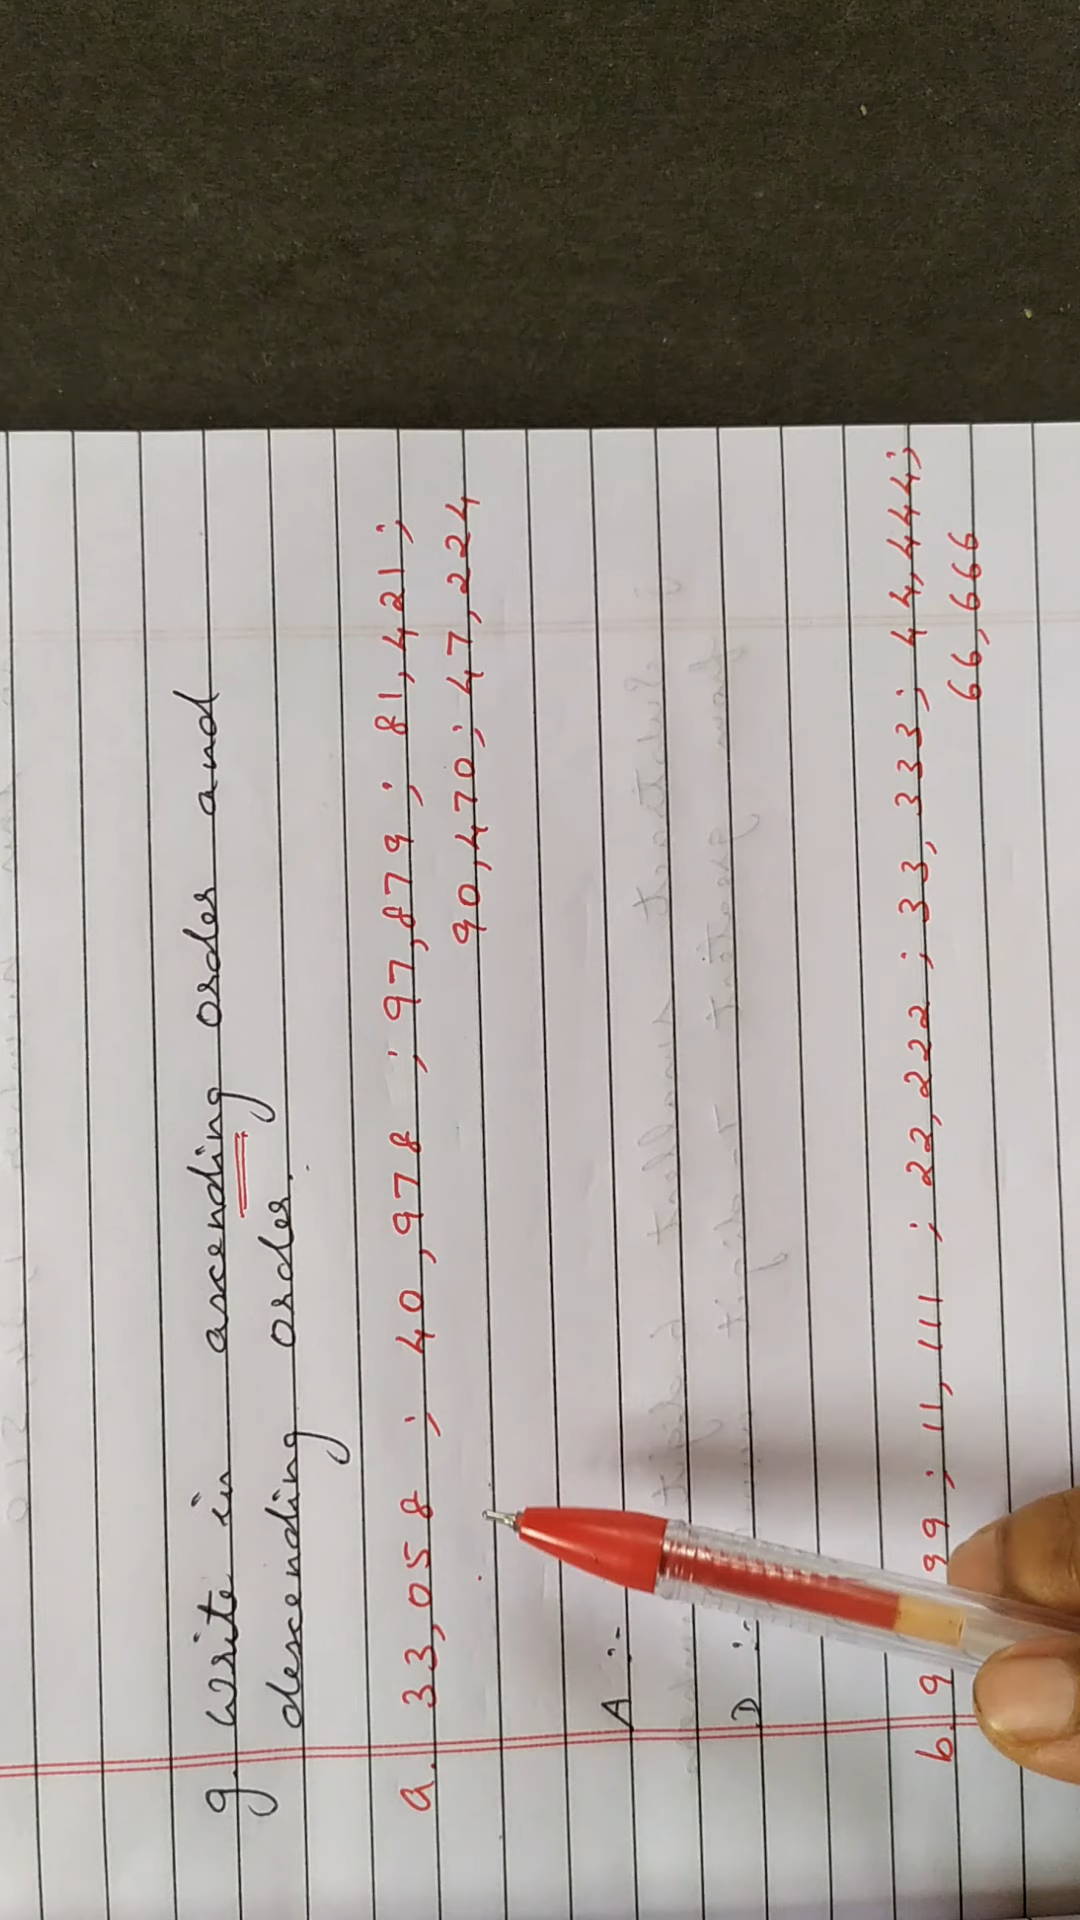 9. Write in ascending order and
descending order.
a. 33,058 ; 40,978 ; 97,879 ; 81,421 ;
90,470 ; 47,224
A :-
D :-
b. 9 99 ; 11,111 ; 22,222 ; 33,333 ; 44,444 ;
66,666